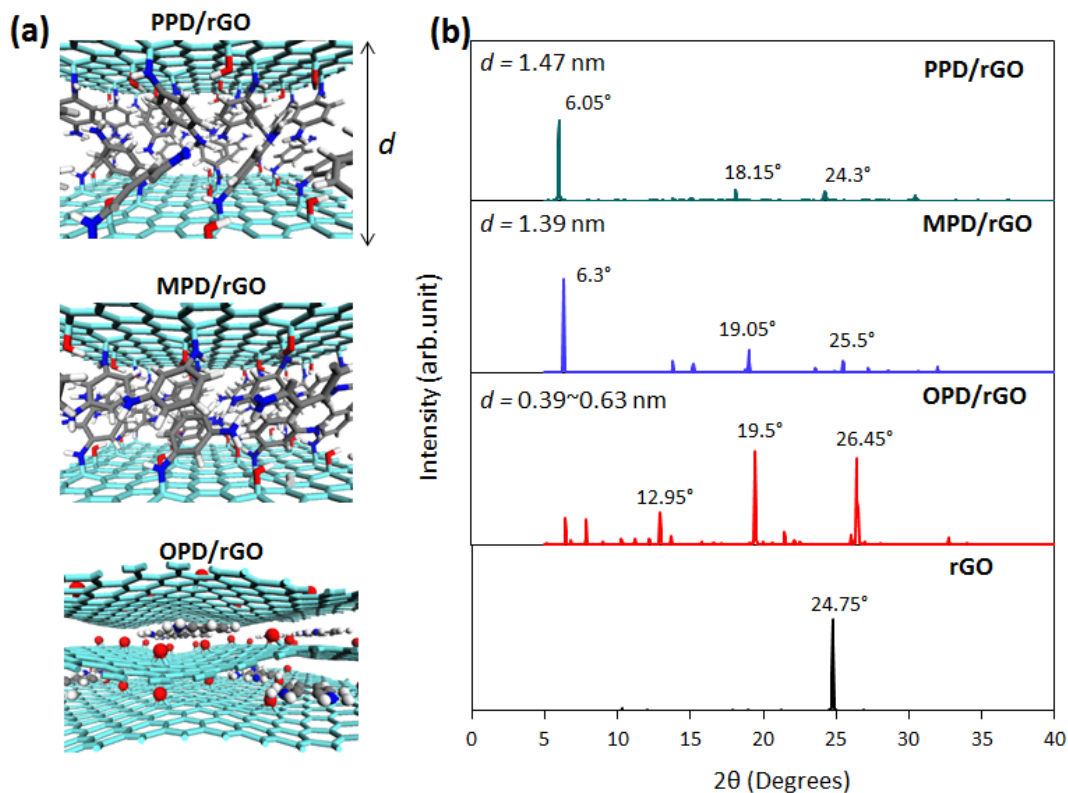 (a)
PPD/rGO
d
MPD/rGO
OPD/rGO
(b)
d = 1.47 nm
PPD/rGO
6.05°
18.15°
24.3°
d = 1.39 nm
MPD/rGO
6.3°
19.05°
25.5°
d = 0.39~0.63 nm
OPD/rGO
12.95°
19.5°
26.45°
rGO
24.75°
Intensity (arb.unit)
0 5 10 15 20 25 30 35 40
2θ (Degrees)